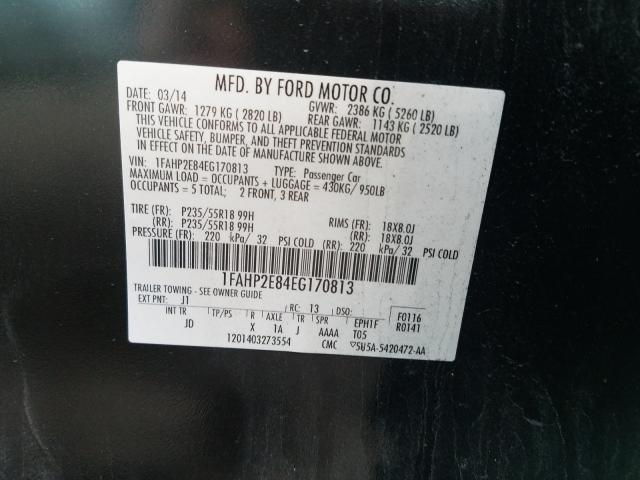 MFD. BY FORD MOTOR CO.
DATE: 03/14 GVWR: 2386 KG ( 5260 LB)
FRONT GAWR: 1279 KG ( 2820 LB) REAR GAWR: 1143 KG ( 2520 LB)
THIS VEHICLE CONFORMS TO ALL APPLICABLE FEDERAL MOTOR
VEHICLE SAFETY, BUMPER, AND THEFT PREVENTION STANDARDS
IN EFFECT ON THE DATE OF MANUFACTURE SHOWN ABOVE.
VIN: 1FAHP2E84EG170813 TYPE: Passenger Car
MAXIMUM LOAD = OCCUPANTS + LUGGAGE = 430KG/ 950LB
OCCUPANTS = 5 TOTAL; 2 FRONT, 3 REAR
TIRE (FR): P235/55R18 99H RIMS (FR): 18X8.0J
(RR): P235/55R18 99H (RR): 18X8.0J
PRESSURE (FR): 220 kPa/ 32 PSI COLD (RR): 220 kPa/ 32 PSI COLD
1FAHP2E84EG170813
TRAILER TOWING - SEE OWNER GUIDE
EXT PNT: J1 RC: 13 DSO: F0116
INT TR TP/PS R AXLE TR SPR EPH1F R0141
JD X 1A J AAAA T05
1201403273554 CMC ▽5U5A-5420472-AA